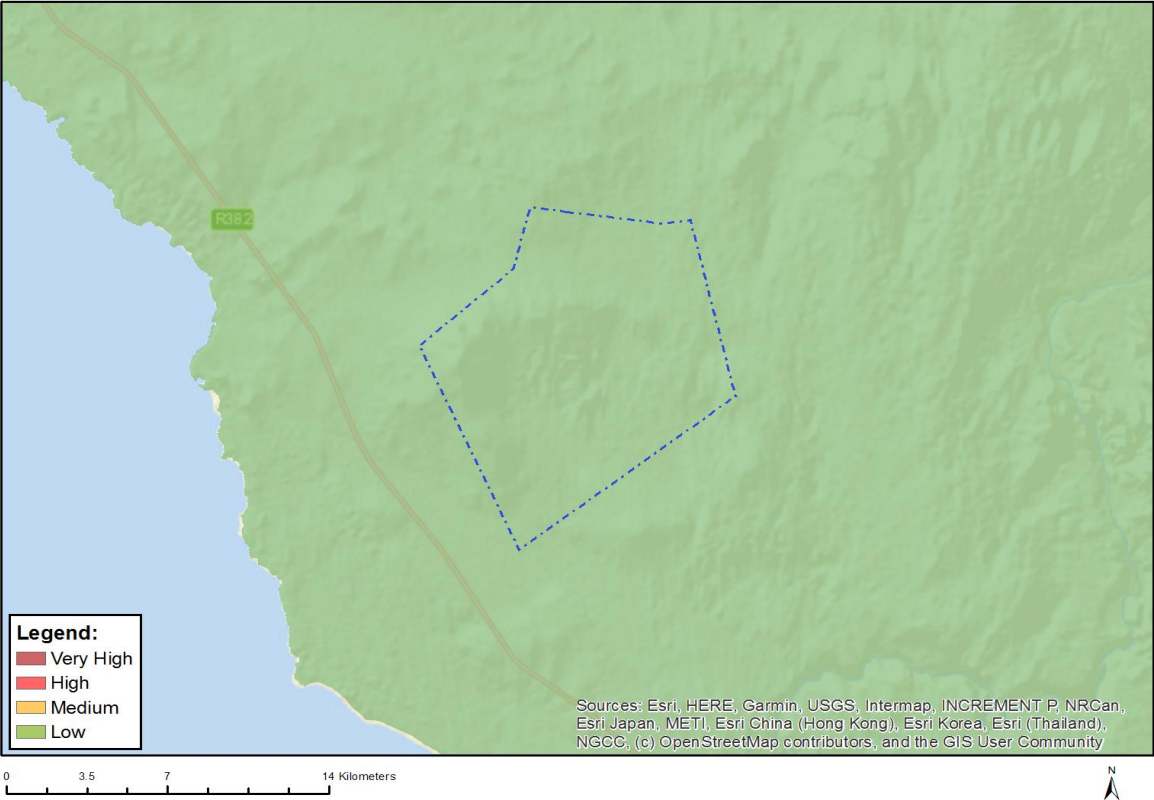 R382
Legend:
Very High
High
Medium
Low
Sources: Esri, HERE, Garmin, USGS, Intermap, INCREMENT P, NRCan,
Esri Japan, METI, Esri China (Hong Kong), Esri Korea, Esri (Thailand),
NGCC, (c) OpenStreetMap contributors, and the GIS User Community
0 3.5 7 14 Kilometers
N